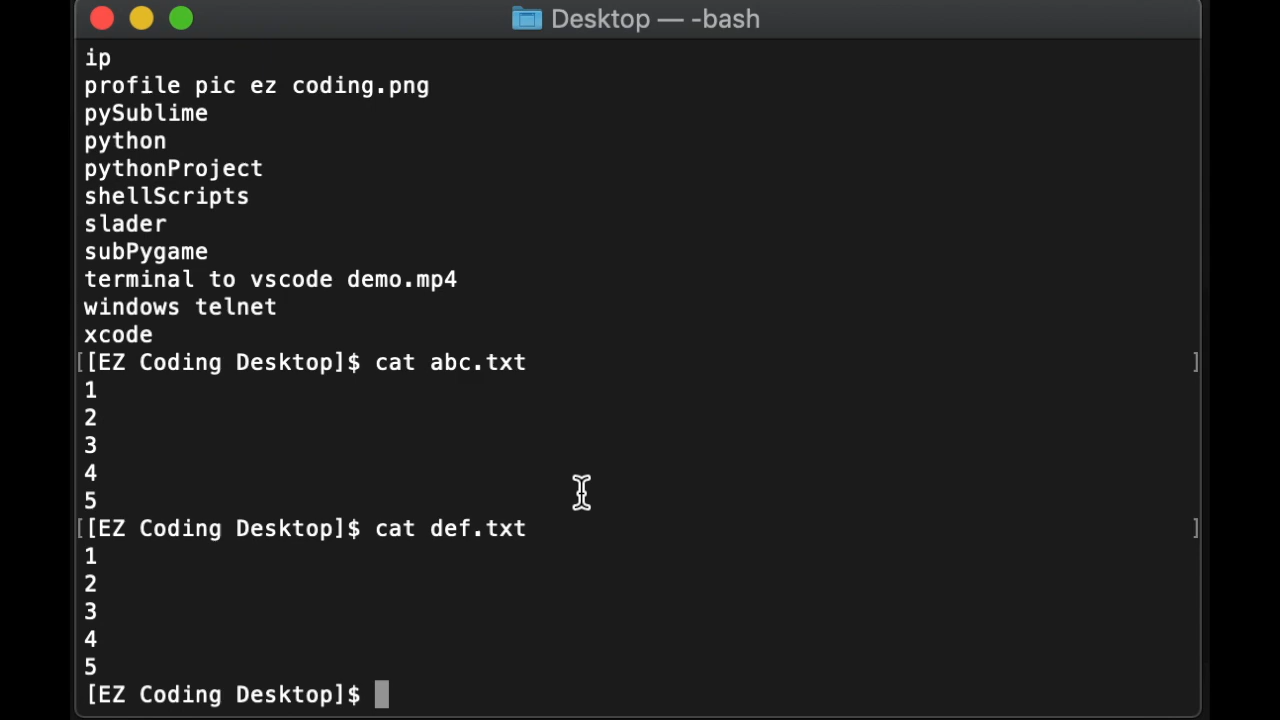 Desktop — -bash
ip
profile pic ez coding.png
pySublime
python
pythonProject
shellScripts
slader
subPygame
terminal to vscode demo.mp4
windows telnet
xcode
[[EZ Coding Desktop]$ cat abc.txt ]
1
2
3
4
5
[[EZ Coding Desktop]$ cat def.txt ]
1
2
3
4
5
[EZ Coding Desktop]$